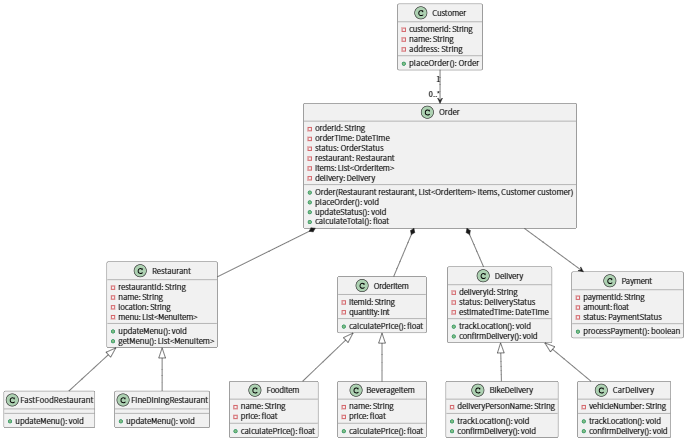 C Customer
customerId: String
name: String
address: String
placeOrder(): Order
1
0..*
C Order
orderId: String
orderTime: DateTime
status: OrderStatus
restaurant: Restaurant
items: List<OrderItem>
delivery: Delivery
Order(Restaurant restaurant, List<OrderItem> items, Customer customer)
placeOrder(): void
updateStatus(): void
calculateTotal(): float
C Restaurant
restaurantId: String
name: String
location: String
menu: List<MenuItem>
updateMenu(): void
getMenu(): List<MenuItem>
C OrderItem
itemId: String
quantity: int
calculatePrice(): float
C Delivery
deliveryId: String
status: DeliveryStatus
estimatedTime: DateTime
trackLocation(): void
confirmDelivery(): void
C Payment
paymentId: String
amount: float
status: PaymentStatus
processPayment(): boolean
C FastFoodRestaurant
updateMenu(): void
C FineDiningRestaurant
updateMenu(): void
C FoodItem
name: String
price: float
calculatePrice(): float
C BeverageItem
name: String
price: float
calculatePrice(): float
C BikeDelivery
deliveryPersonName: String
trackLocation(): void
confirmDelivery(): void
C CarDelivery
vehicleNumber: String
trackLocation(): void
confirmDelivery(): void